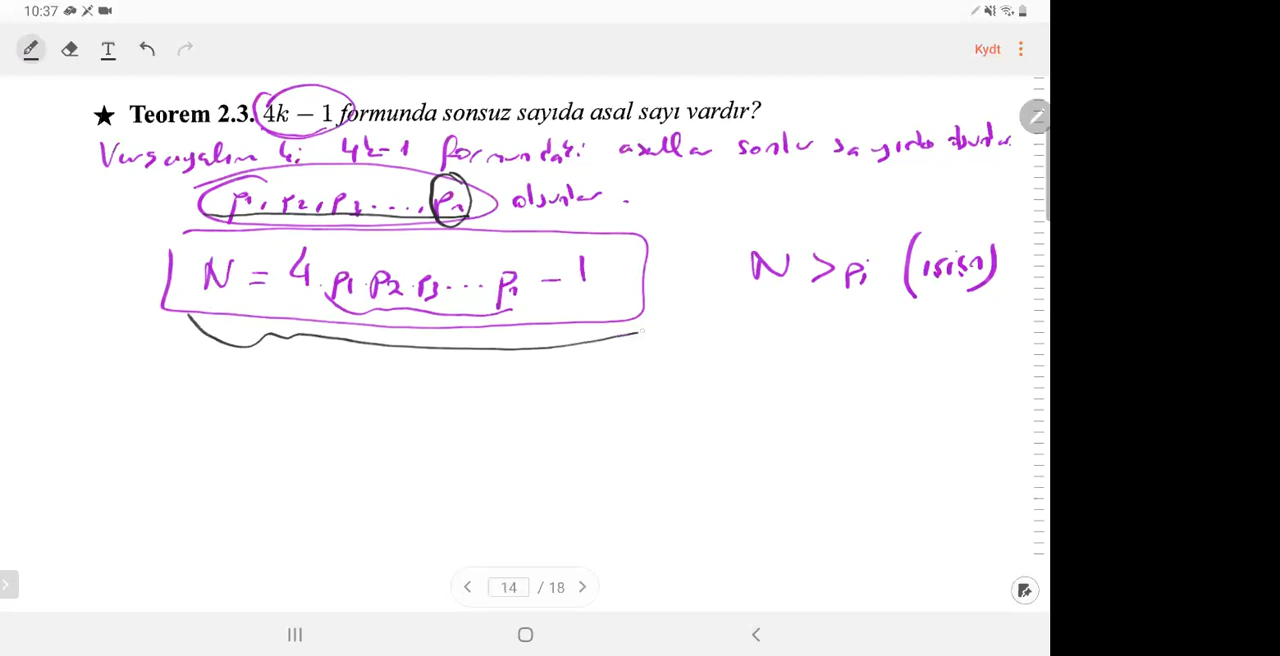 10:37
Kydt
★ Teorem 2.3. 4k − 1 formunda sonsuz sayıda asal sayı vardır?
Varsayalım ki 4k-1 formundaki asallar sonlu sayıda olsunlar.
p1, p2, p3, ..., pn olsunlar.
N = 4.p1.p2.p3...pn - 1
N > pi
14 / 18